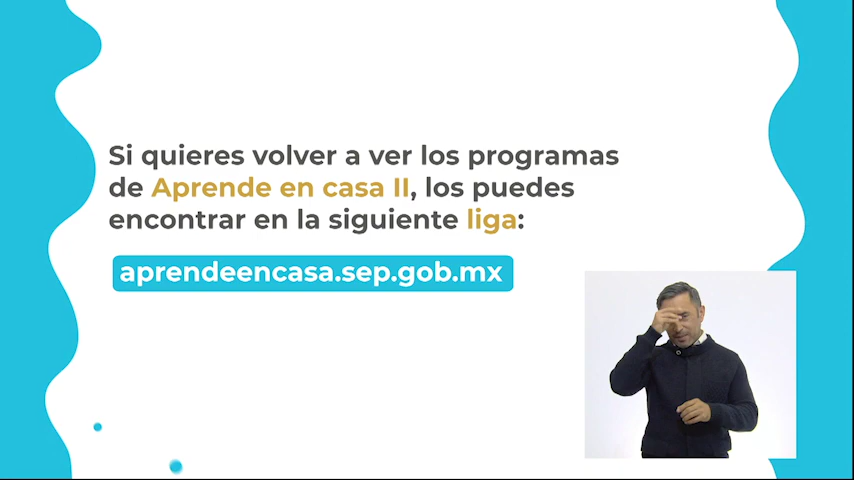 Si quieres volver a ver los programas
de Aprende en casa II, los puedes
encontrar en la siguiente liga:
aprendeencasa.sep.gob.mx